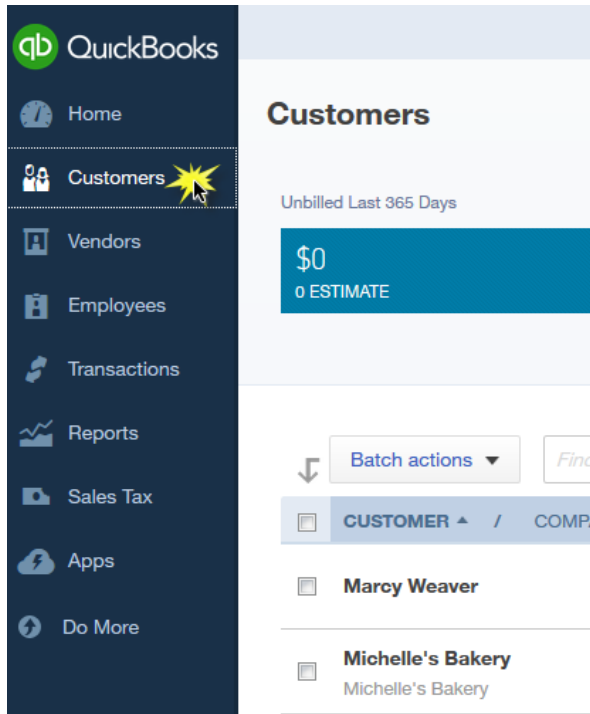 qb QuickBooks
Home
Customers
Vendors
Employees
Transactions
Reports
Sales Tax
Apps
Do More
Customers
Unbilled Last 365 Days
$0
0 ESTIMATE
Batch actions
CUSTOMER /
Marcy Weaver
Michelle's Bakery
Michelle's Bakery